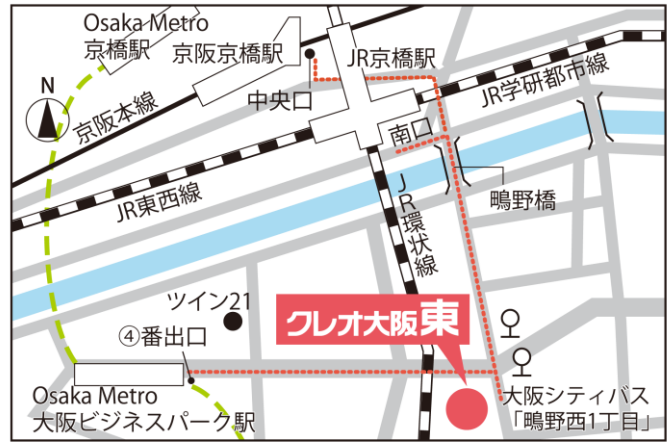 Osaka Metro
京橋駅
京阪京橋駅
JR京橋駅
N
中央口
JR学研都市線
京阪本線
南口
JR東西線
鴫野橋
JR環状線
ツイン21
クレオ大阪東
④番出口
Osaka Metro
大阪ビジネスパーク駅
大阪シティバス
「鴫野西1丁目」